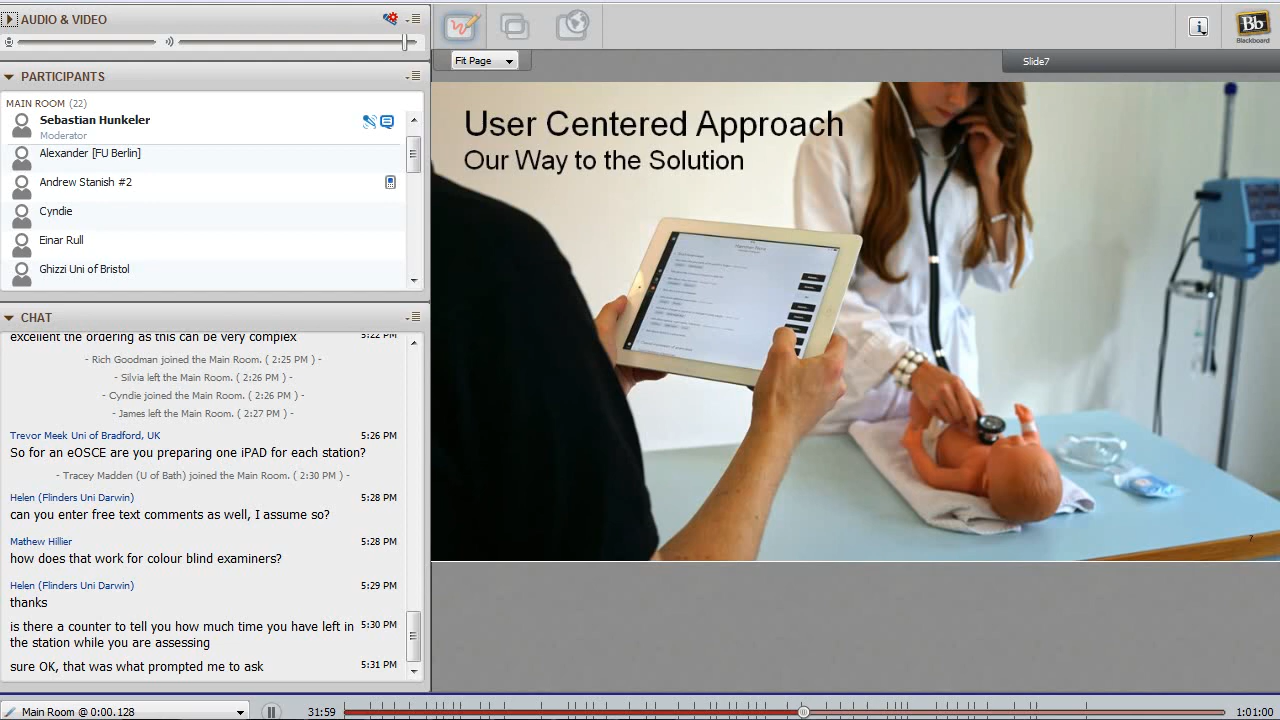 AUDIO & VIDEO
PARTICIPANTS
MAIN ROOM (22)
Sebastian Hunkeler
Moderator
Alexander [FU Berlin]
Andrew Stanish #2
Cyndie
Einar Rull
Ghizzi Uni of Bristol
CHAT
excellent the ordering as this can be very complex 5:22 PM
- Rich Goodman joined the Main Room. ( 2:25 PM ) -
- Silvia left the Main Room. ( 2:26 PM ) -
- Cyndie joined the Main Room. ( 2:26 PM ) -
- James left the Main Room. ( 2:27 PM ) -
Trevor Meek Uni of Bradford, UK 5:26 PM
So for an eOSCE are you preparing one iPAD for each station?
- Tracey Madden (U of Bath) joined the Main Room. ( 2:30 PM ) -
Helen (Flinders Uni Darwin) 5:28 PM
can you enter free text comments as well, I assume so?
Mathew Hillier 5:28 PM
how does that work for colour blind examiners?
Helen (Flinders Uni Darwin) 5:29 PM
thanks
is there a counter to tell you how much time you have left in 5:30 PM
the station while you are assessing
sure OK, that was what prompted me to ask 5:31 PM
Main Room @ 0:00.128
31:59
1:01:00
Fit Page
Slide7
Bb
Blackboard
User Centered Approach
Our Way to the Solution
7